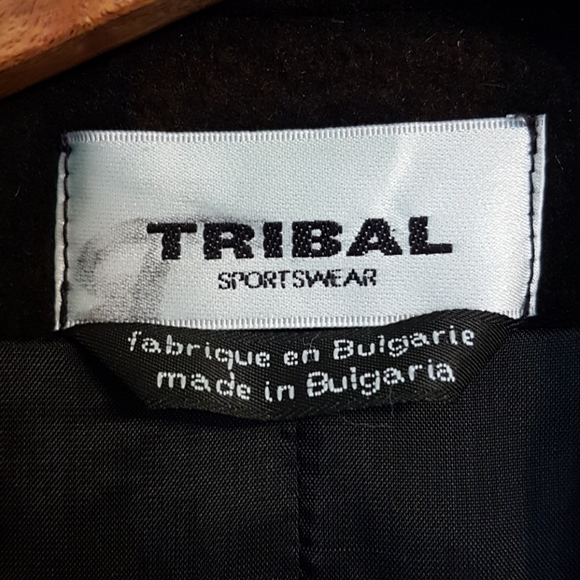 TRIBAL
SPORTSWEAR
fabrique en Bulgarie
made in Bulgaria